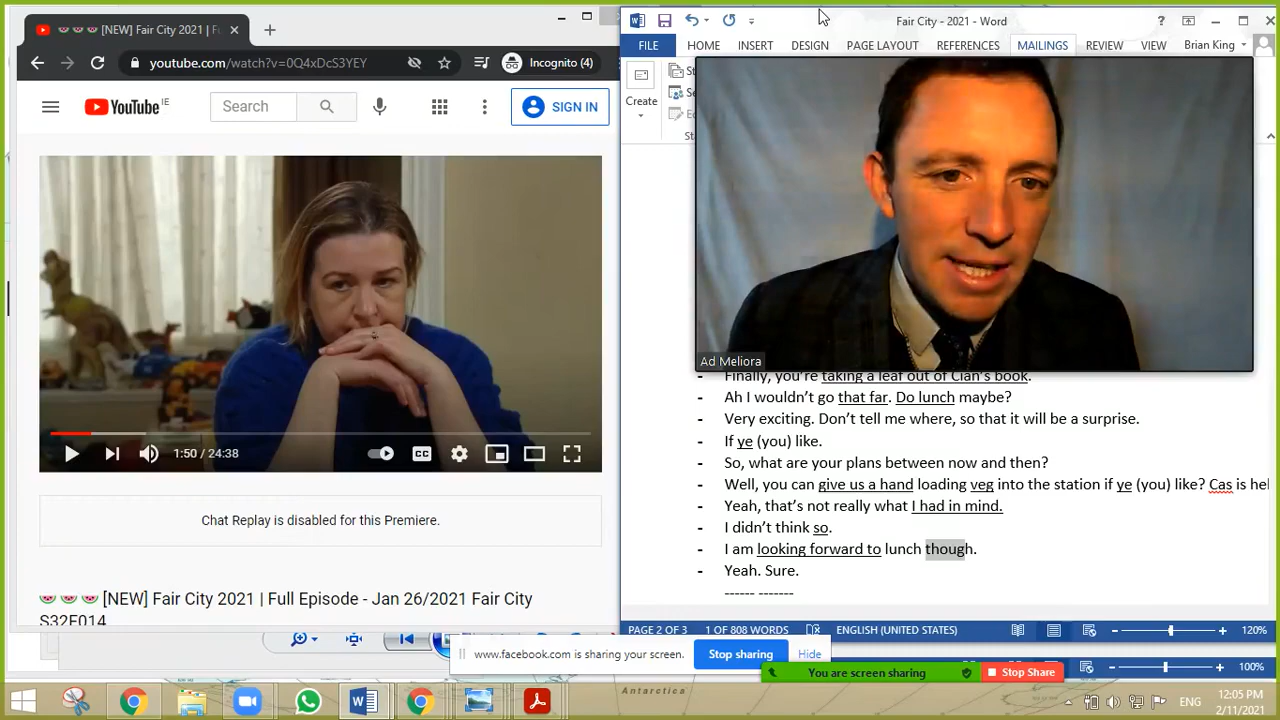 [NEW] Fair City 2021 | F
youtube.com/watch?v=0Q4xDcS3YEY
Incognito (4)
YouTube IE
Search
SIGN IN
1:50 / 24:38
CC
Chat Replay is disabled for this Premiere.
[NEW] Fair City 2021 | Full Episode - Jan 26/2021 Fair City
S32E014
Fair City - 2021 - Word
FILE
HOME
INSERT
DESIGN
PAGE LAYOUT
REFERENCES
MAILINGS
REVIEW
VIEW
Brian King
Create
Ad Meliora
- Finally, you're taking a leaf out of Cian's book.
- Ah I wouldn't go that far. Do lunch maybe?
- Very exciting. Don't tell me where, so that it will be a surprise.
- If ye (you) like.
- So, what are your plans between now and then?
- Well, you can give us a hand loading veg into the station if ye (you) like? Cas is hel
- Yeah, that's not really what I had in mind.
- I didn't think so.
- I am looking forward to lunch though.
- Yeah. Sure.
------ -------
PAGE 2 OF 3
1 OF 808 WORDS
ENGLISH (UNITED STATES)
120%
www.facebook.com is sharing your screen.
Stop sharing
Hide
100%
You are screen sharing
Stop Share
Antarctica
ENG
12:05 PM
2/11/2021